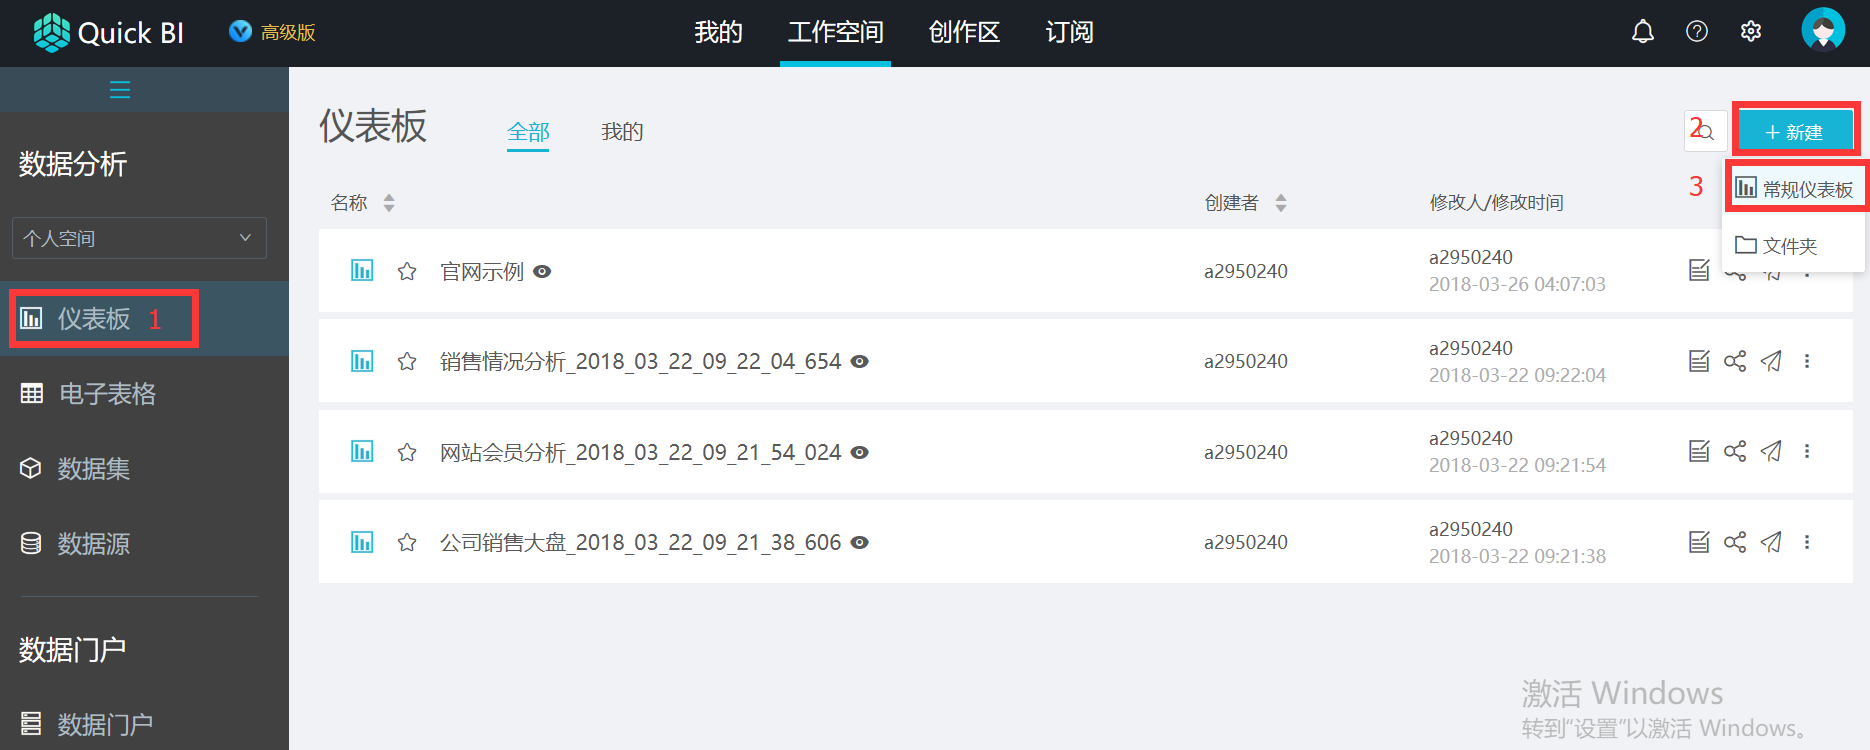 Quick BI
高级版
我的
工作空间
创作区
订阅
数据分析
个人空间
仪表板 1
电子表格
数据集
数据源
数据门户
数据门户
仪表板
全部
我的
2
+ 新建
3
常规仪表板
文件夹
名称
创建者
修改人/修改时间
官网示例
a2950240
a2950240
2018-03-26 04:07:03
销售情况分析_2018_03_22_09_22_04_654
a2950240
a2950240
2018-03-22 09:22:04
网站会员分析_2018_03_22_09_21_54_024
a2950240
a2950240
2018-03-22 09:21:54
公司销售大盘_2018_03_22_09_21_38_606
a2950240
a2950240
2018-03-22 09:21:38
激活 Windows
转到“设置”以激活 Windows。